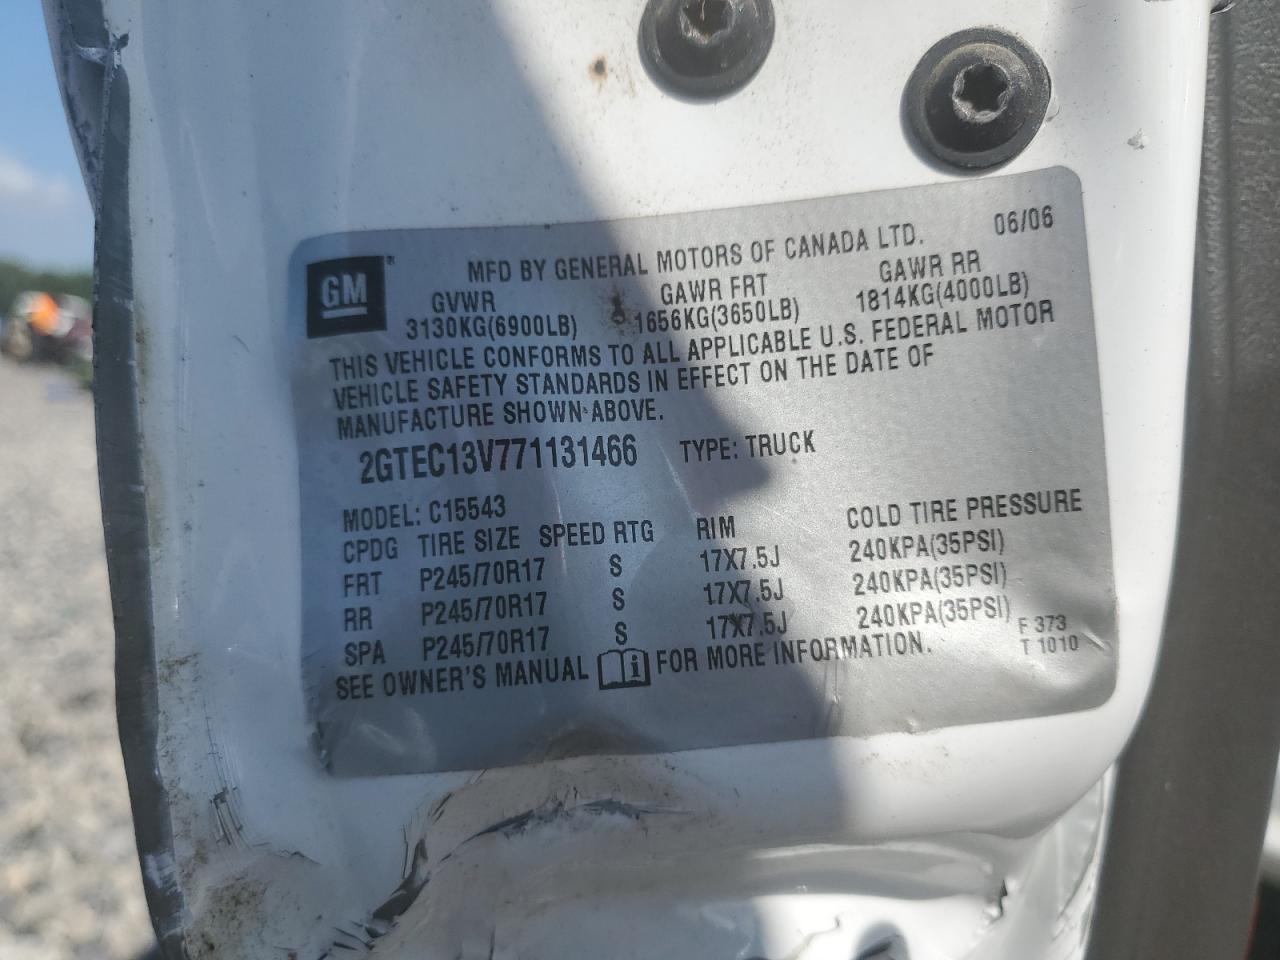 GM ®
MFD BY GENERAL MOTORS OF CANADA LTD. 06/06
GVWR GAWR FRT GAWR RR
3130KG(6900LB) 1656KG(3650LB) 1814KG(4000LB)
THIS VEHICLE CONFORMS TO ALL APPLICABLE U.S. FEDERAL MOTOR
VEHICLE SAFETY STANDARDS IN EFFECT ON THE DATE OF
MANUFACTURE SHOWN ABOVE.
2GTEC13V771131466 TYPE: TRUCK
MODEL: C15543
CPDG TIRE SIZE SPEED RTG RIM COLD TIRE PRESSURE
FRT P245/70R17 S 17X7.5J 240KPA(35PSI)
RR P245/70R17 S 17X7.5J 240KPA(35PSI)
SPA P245/70R17 S 17X7.5J 240KPA(35PSI) F 373
SEE OWNER'S MANUAL i FOR MORE INFORMATION. T 1010